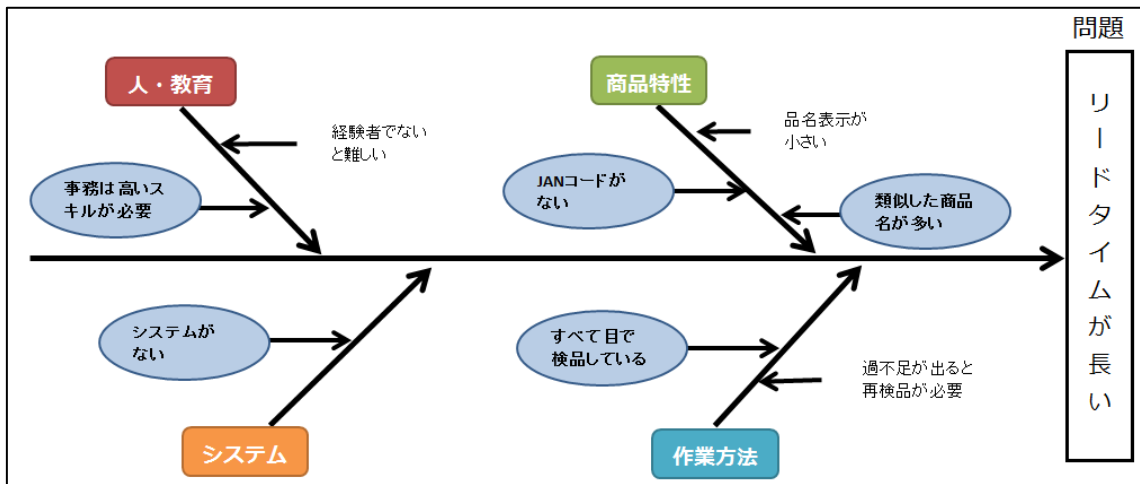 問題
人・教育
商品特性
経験者でない
と難しい
品名表示が
小さい
事務は高いス
キルが必要
JANコードが
ない
類似した商品
名が多い
リードタイムが長い
システムが
ない
すべて目で
検品している
過不足が出ると
再検品が必要
システム
作業方法